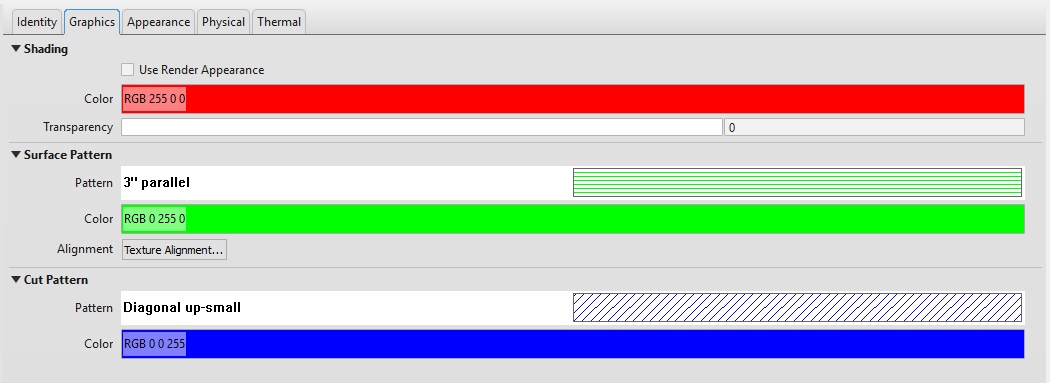 Identity Graphics Appearance Physical Thermal
Shading
Use Render Appearance
Color RGB 255 0 0
Transparency 0
Surface Pattern
Pattern 3" parallel
Color RGB 0 255 0
Alignment Texture Alignment...
Cut Pattern
Pattern Diagonal up-small
Color RGB 0 0 255